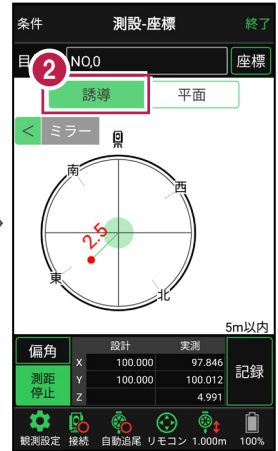 条件 測設-座標 終了
目 NO,0 座標
2
誘導 平面
< ミラー
南
西
2.5
東
北
5m以内
偏角 設計 実測
X 100.000 97.846
測距停止 Y 100.000 100.012 記録
Z 4.991
観測設定 接続 自動追尾 リモコン 1.000m 100%